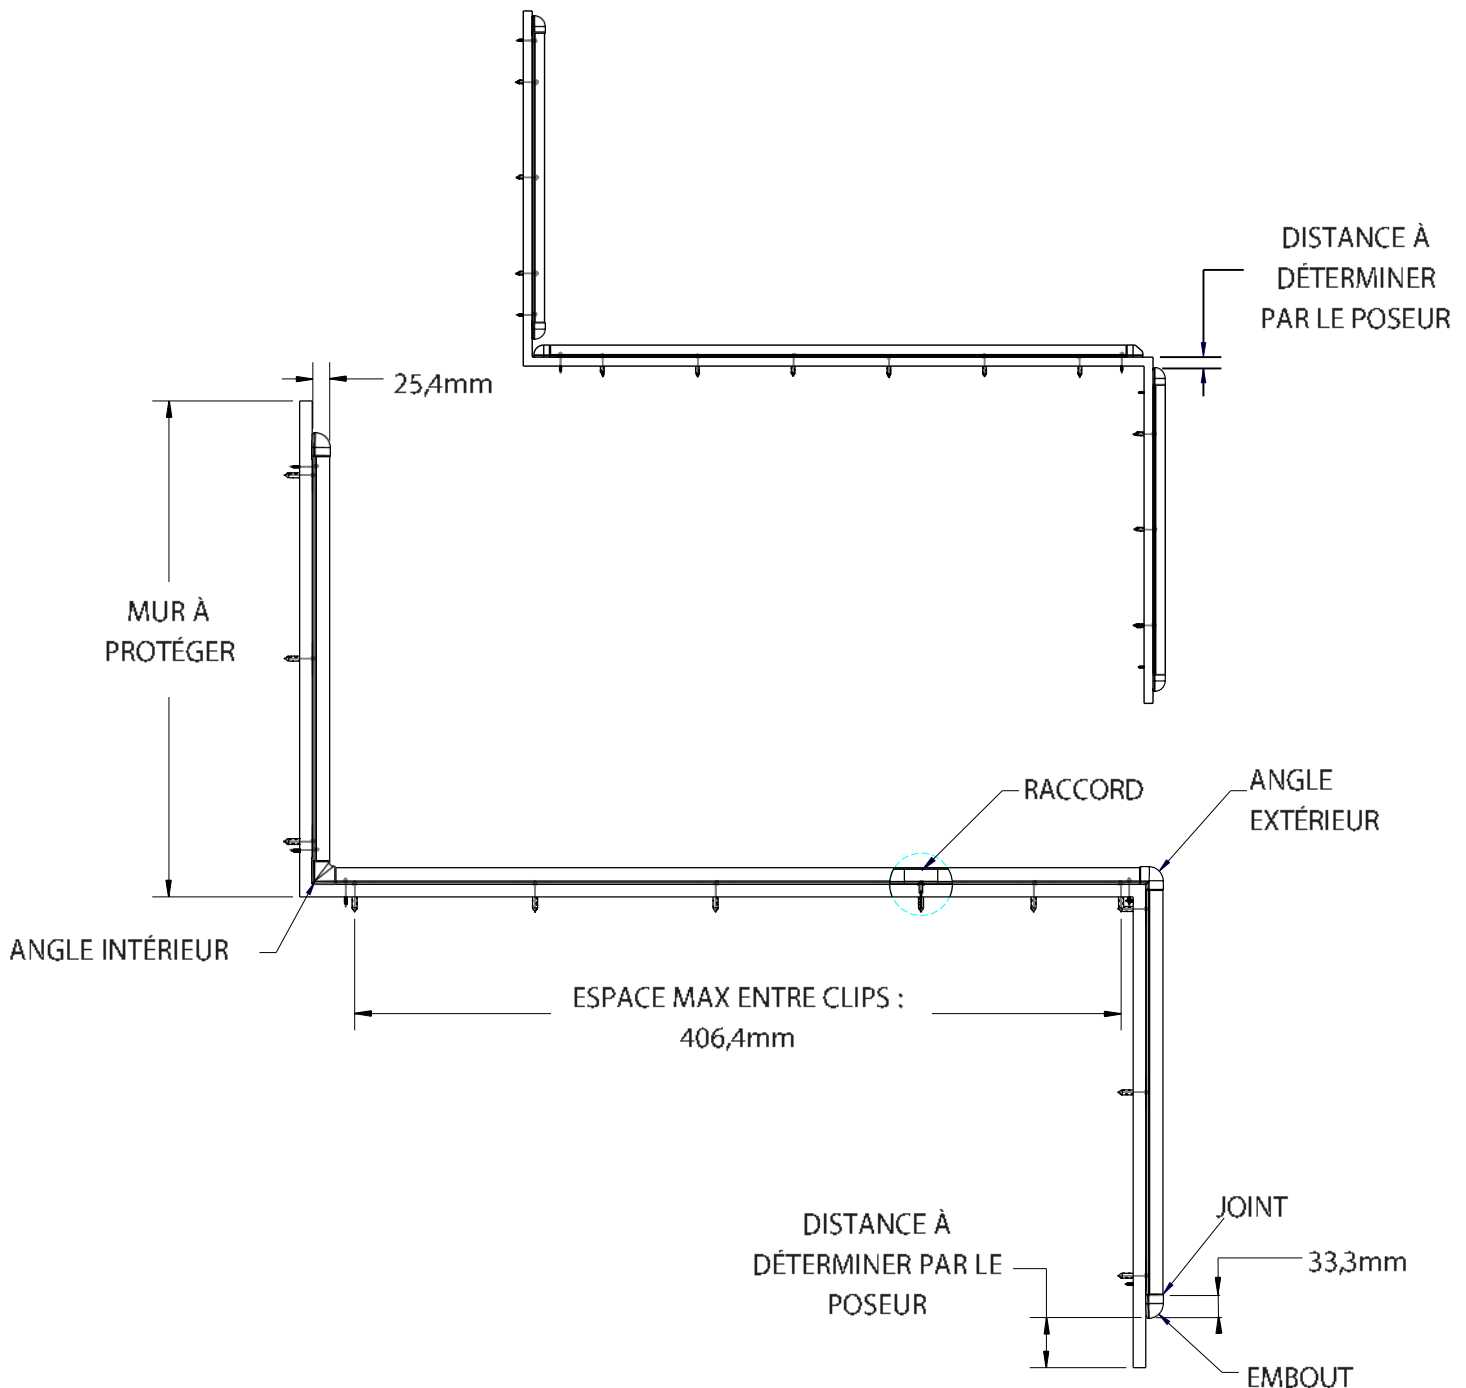 DISTANCE À
DÉTERMINER
PAR LE POSEUR
25,4mm
MUR À
PROTÉGER
RACCORD
ANGLE
EXTÉRIEUR
ANGLE INTÉRIEUR
ESPACE MAX ENTRE CLIPS :
406,4mm
JOINT
DISTANCE À
DÉTERMINER PAR LE
POSEUR
33,3mm
EMBOUT